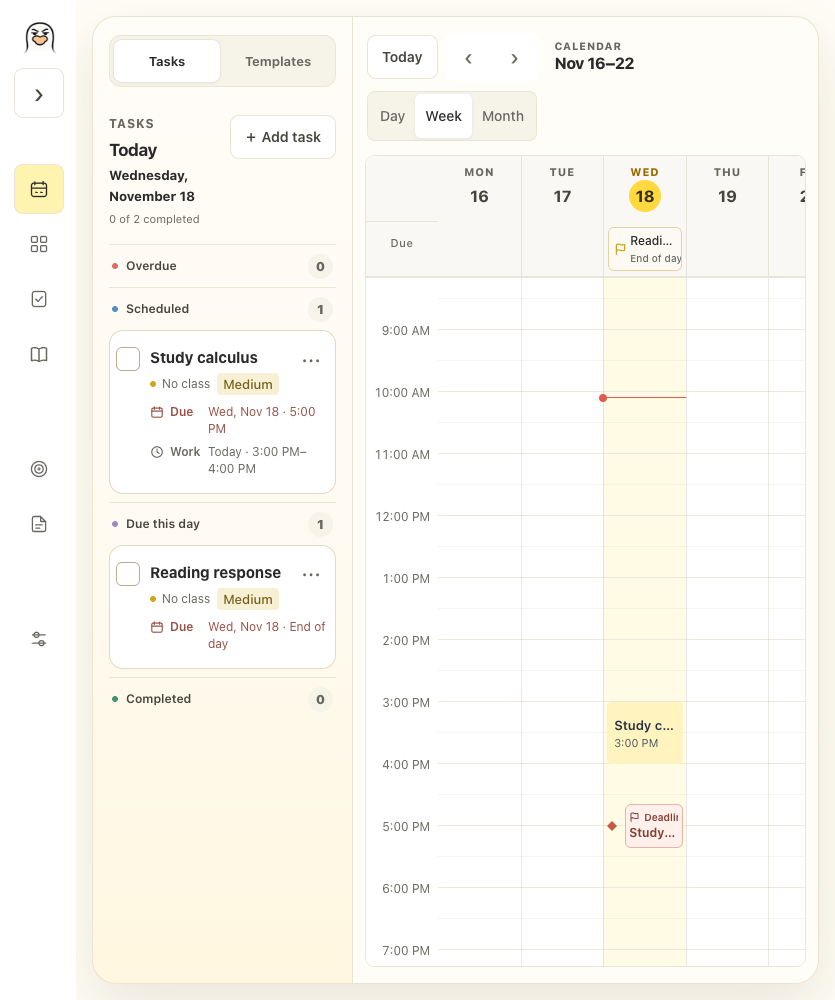 Tasks
Templates
TASKS
Today
Wednesday,
November 18
0 of 2 completed
+ Add task
Overdue
0
Scheduled
1
Study calculus
No class
Medium
Due
Wed, Nov 18 · 5:00
PM
Work
Today · 3:00 PM–
4:00 PM
Due this day
1
Reading response
No class
Medium
Due
Wed, Nov 18 · End of
day
Completed
0
Today
CALENDAR
Nov 16–22
Day
Week
Month
MON
16
TUE
17
WED
18
THU
19
F
2
Due
Readi...
End of day
9:00 AM
10:00 AM
11:00 AM
12:00 PM
1:00 PM
2:00 PM
3:00 PM
Study c...
3:00 PM
4:00 PM
Deadlin
Study...
5:00 PM
6:00 PM
7:00 PM